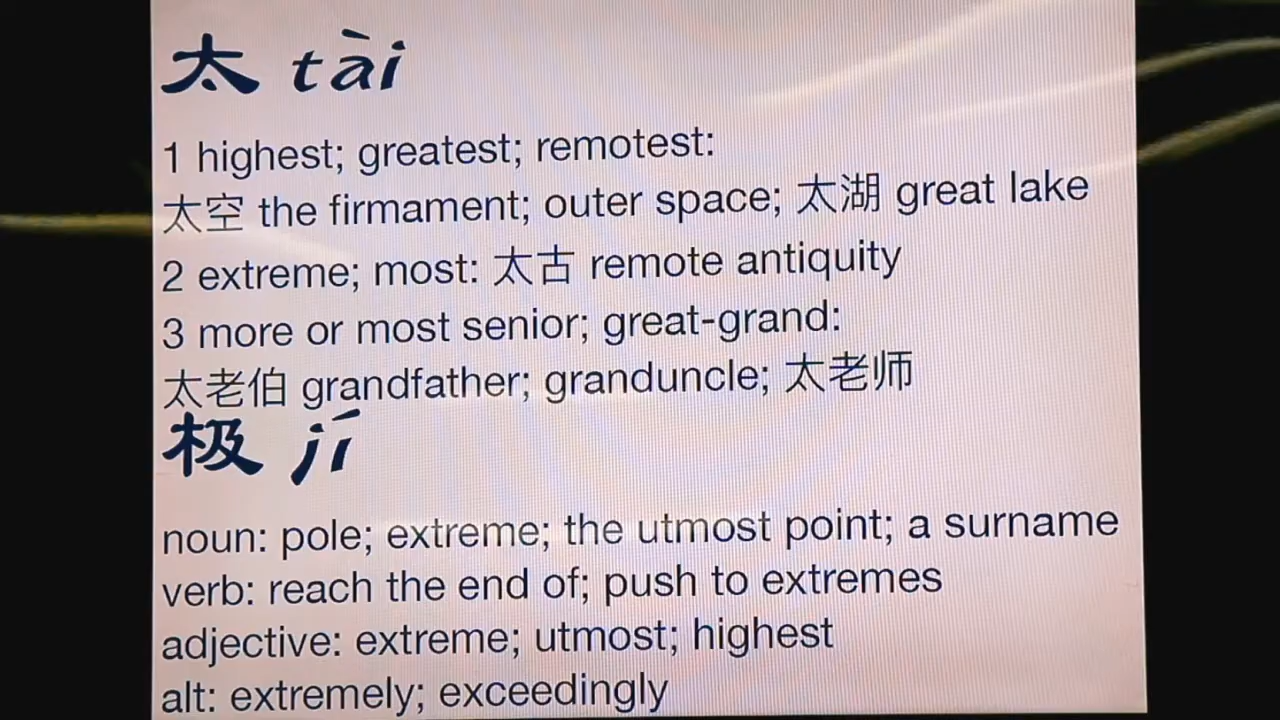 太 tài
1 highest; greatest; remotest:
太空 the firmament; outer space; 太湖 great lake
2 extreme; most: 太古 remote antiquity
3 more or most senior; great-grand:
太老伯 grandfather; granduncle; 太老师
极 jī
noun: pole; extreme; the utmost point; a surname
verb: reach the end of; push to extremes
adjective: extreme; utmost; highest
alt: extremely; exceedingly